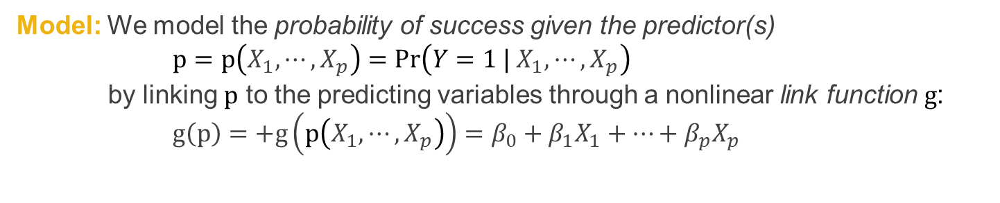 Model: We model the probability of success given the predictor(s)
p = p(X₁, ⋯ , Xₚ) = Pr(Y = 1 | X₁, ⋯ , Xₚ)
by linking p to the predicting variables through a nonlinear link function g:
g(p) = +g(p(X₁, ⋯ , Xₚ)) = β₀ + β₁X₁ + ⋯ + βₚXₚ